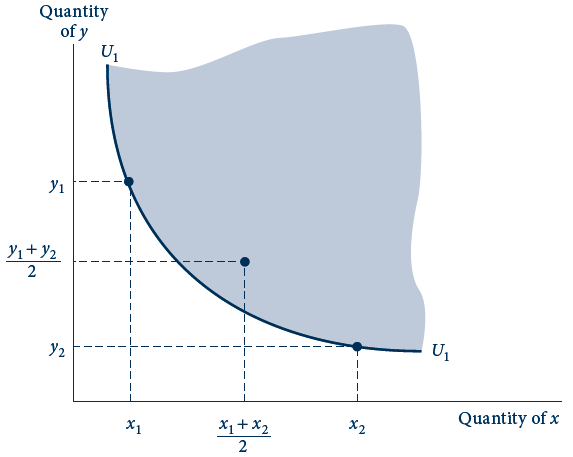 Quantity
of y
U₁
y₁
y₁ + y₂
2
y₂
U₁
x₁
x₁ + x₂
2
x₂
Quantity of x